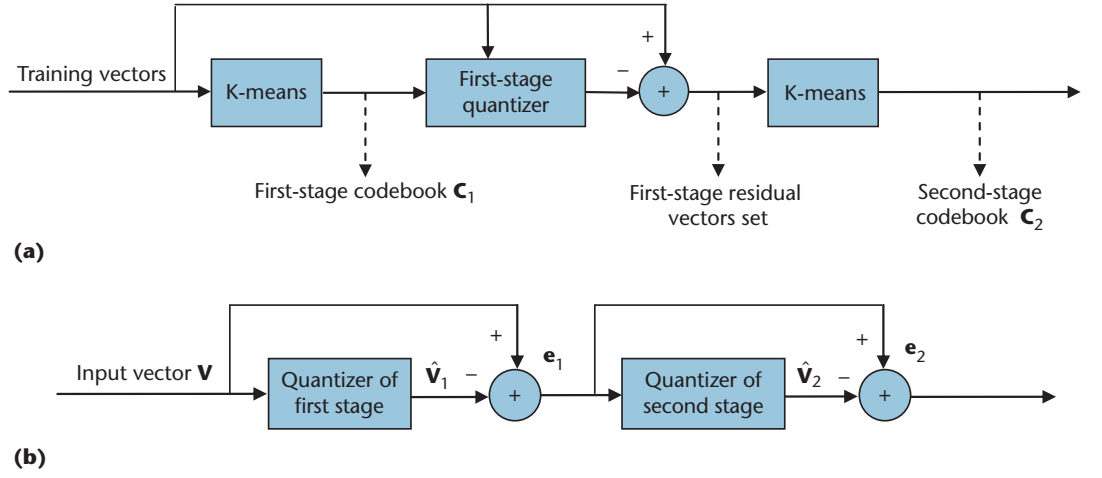 Training vectors
K-means
First-stage
quantizer
−
+
+
K-means
First-stage codebook C1
First-stage residual
vectors set
Second-stage
codebook C2
(a)
Input vector V
Quantizer of
first stage
V̂1
−
+
+
e1
Quantizer of
second stage
V̂2
−
+
+
e2
(b)